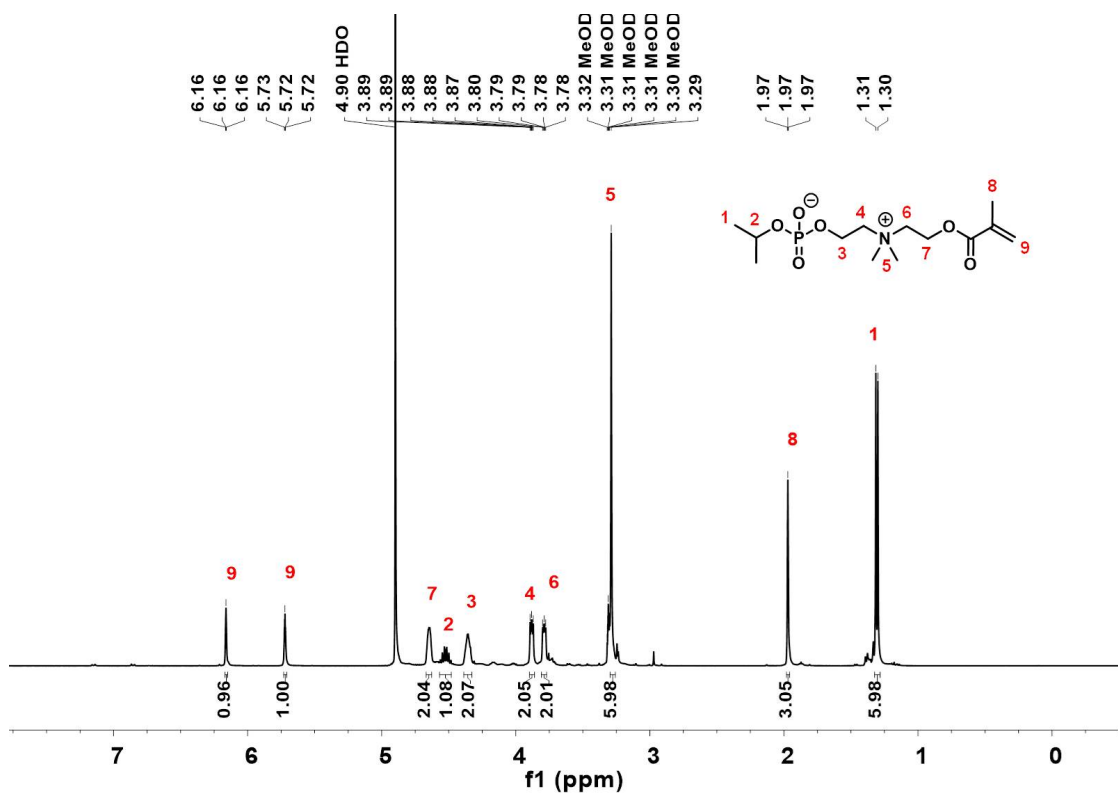 6.16
6.16
6.16
5.73
5.72
5.72
4.90 HDO
3.89
3.89
3.88
3.88
3.87
3.80
3.79
3.79
3.78
3.78
3.32 MeOD
3.31 MeOD
3.31 MeOD
3.31 MeOD
3.30 MeOD
3.29
1.97
1.97
1.97
1.31
1.30
5
8
1 2 O O⊖ 4 6 O
P O N⊕ 9
O 3 5 7 O
1
8
9 9 7 2 3 4 6
0.96 1.00 2.04 1.08 2.07 2.05 2.01 5.98 3.05 5.98
7 6 5 4 3 2 1 0
f1 (ppm)